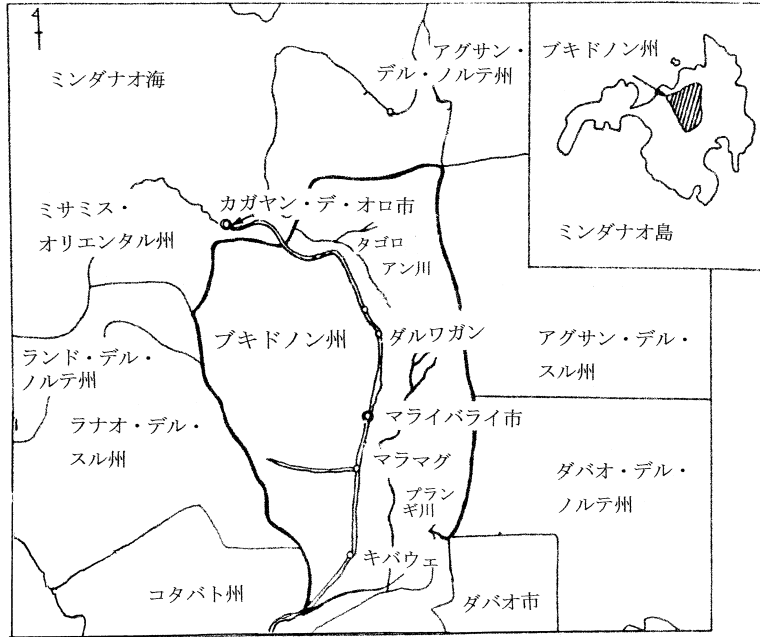 4
アグサン・
デル・ノルテ州
ブキドノン州
ミンダナオ海
ミンダナオ島
ミサミス・
オリエンタル州
カガヤン・デ・オロ市
タゴロ
アン川
ブキドノン州
ダルワガン
アグサン・デル・
スル州
ランド・デル・
ノルテ州
ラナオ・デル・
スル州
マライバライ市
マラマグ
ダバオ・デル・
ノルテ州
プラン
ギ川
キバウェ
コタバト州
ダバオ市